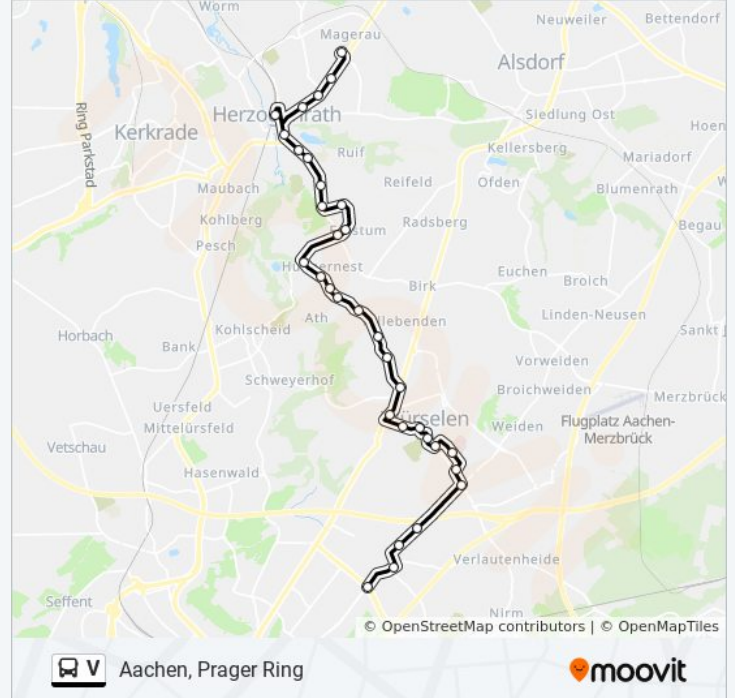 Worm
Neuweiler
Bettendorf
Magerau
Alsdorf
Ring Parkstad
Siedlung Ost
Kerkrade
Hoen
Kellersberg
Ruif
Mariadorf
Maubach
Reifeld
Ofden
Blumenrath
W
Kohlberg
Radsberg
Begau
Pesch
Euchen
Broich
Birk
Ath
Linden-Neusen
Kohlscheid
Sankt J
Horbach
Bank
Vorweiden
Schweyerhof
Broichweiden
Merzbrück
Uersfeld
Mittelürsfeld
Weiden
Flugplatz Aachen-
Merzbrück
Vetschau
Hasenwald
Verlautenheide
Seffent
Nirm
© OpenStreetMap contributors | © OpenMapTiles
V Aachen, Prager Ring
moovit